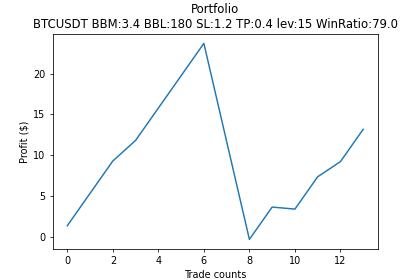 Portfolio
BTCUSDT BBM:3.4 BBL:180 SL:1.2 TP:0.4 lev:15 WinRatio:79.0
20
15
10
5
0
Profit ($)
0 2 4 6 8 10 12
Trade counts